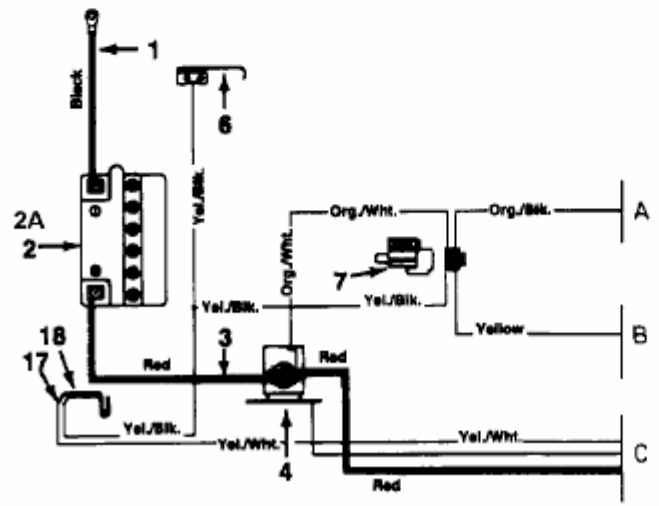 1
Black
6
Yel./Blk.
2A
2
Org./Wht.
Org./Blk.
A
Org./Wht.
7
Yel./Blk.
Yel./Blk.
Yellow
B
18
17
3
Red
Red
Yel./Blk.
Yel./Wht.
4
Yel./Wht.
C
Red